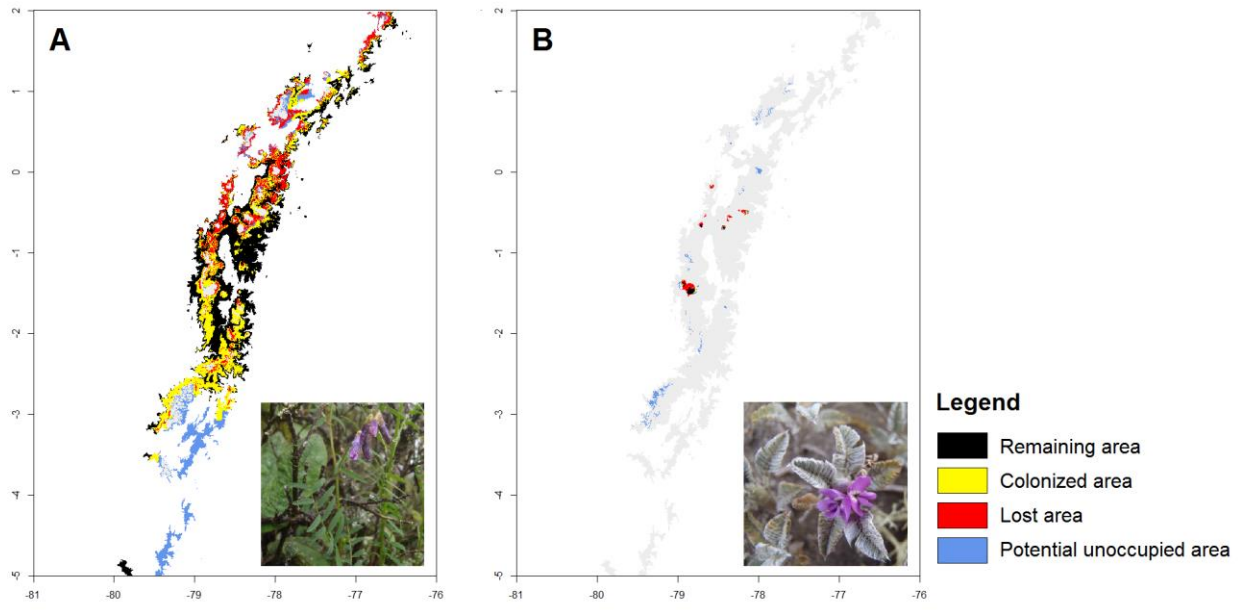 A
2
1
0
-1
-2
-3
-4
-5
-81 -80 -79 -78 -77 -76
B
2
1
0
-1
-2
-3
-4
-5
-81 -80 -79 -78 -77 -76
Legend
Remaining area
Colonized area
Lost area
Potential unoccupied area